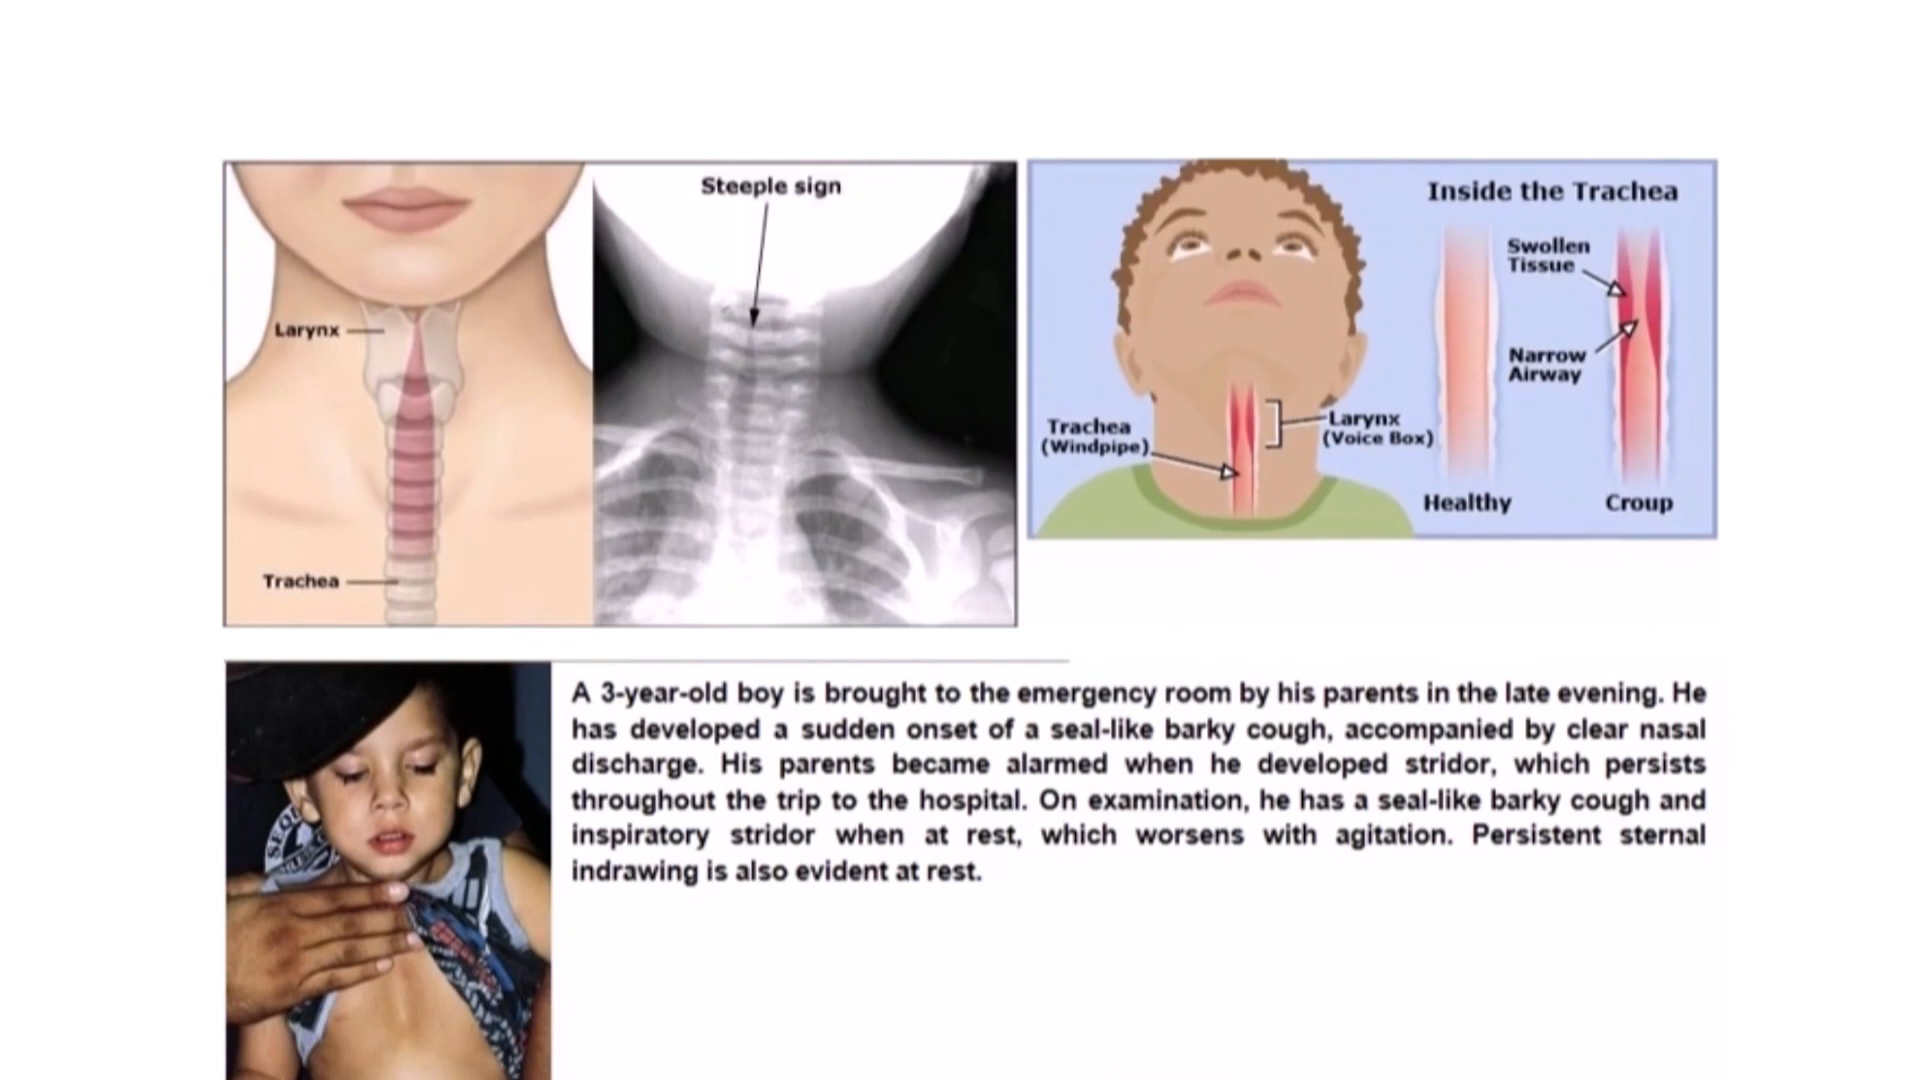 Steeple sign
Larynx
Trachea
Inside the Trachea
Swollen
Tissue
Narrow
Airway
Trachea
(Windpipe)
Larynx
(Voice Box)
Healthy
Croup
A 3-year-old boy is brought to the emergency room by his parents in the late evening. He
has developed a sudden onset of a seal-like barky cough, accompanied by clear nasal
discharge. His parents became alarmed when he developed stridor, which persists
throughout the trip to the hospital. On examination, he has a seal-like barky cough and
inspiratory stridor when at rest, which worsens with agitation. Persistent sternal
indrawing is also evident at rest.